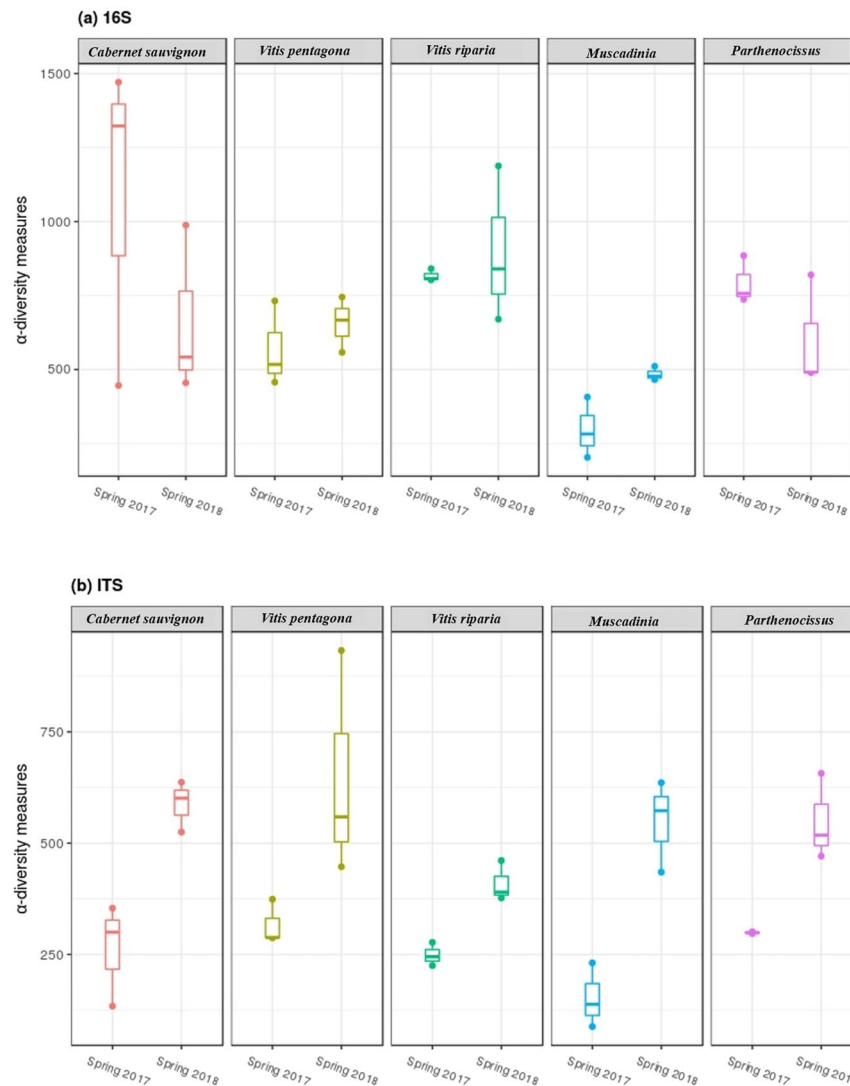 (a) 16S
Cabernet sauvignon
Vitis pentagona
Vitis riparia
Muscadinia
Parthenocissus
α-diversity measures
1500
1000
500
Spring 2017
Spring 2018
Spring 2017
Spring 2018
Spring 2017
Spring 2018
Spring 2017
Spring 2018
Spring 2017
Spring 2018
(b) ITS
Cabernet sauvignon
Vitis pentagona
Vitis riparia
Muscadinia
Parthenocissus
α-diversity measures
750
500
250
Spring 2017
Spring 2018
Spring 2017
Spring 2018
Spring 2017
Spring 2018
Spring 2017
Spring 2018
Spring 2017
Spring 201